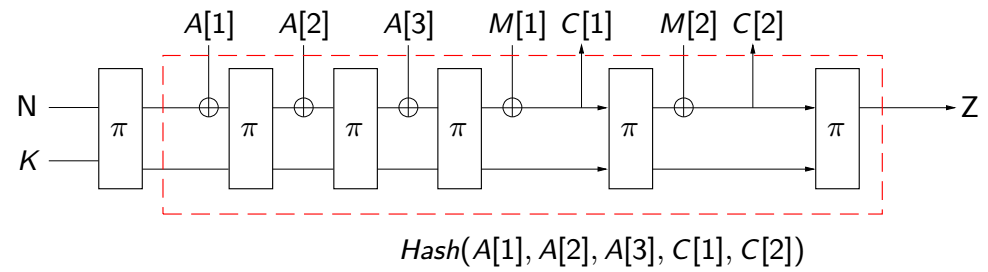 A[1] A[2] A[3] M[1] C[1] M[2] C[2]
N π π π π π π Z
K
Hash(A[1], A[2], A[3], C[1], C[2])